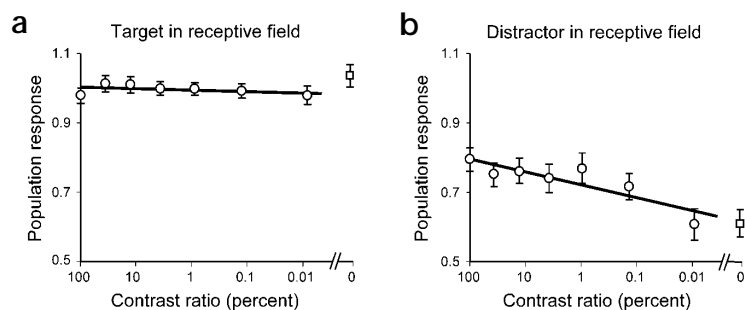 a
Target in receptive field
Population response
1.1
0.9
0.7
0.5
100 10 1 0.1 0.01 0
Contrast ratio (percent)
b
Distractor in receptive field
Population response
1.1
0.9
0.7
0.5
100 10 1 0.1 0.01 0
Contrast ratio (percent)